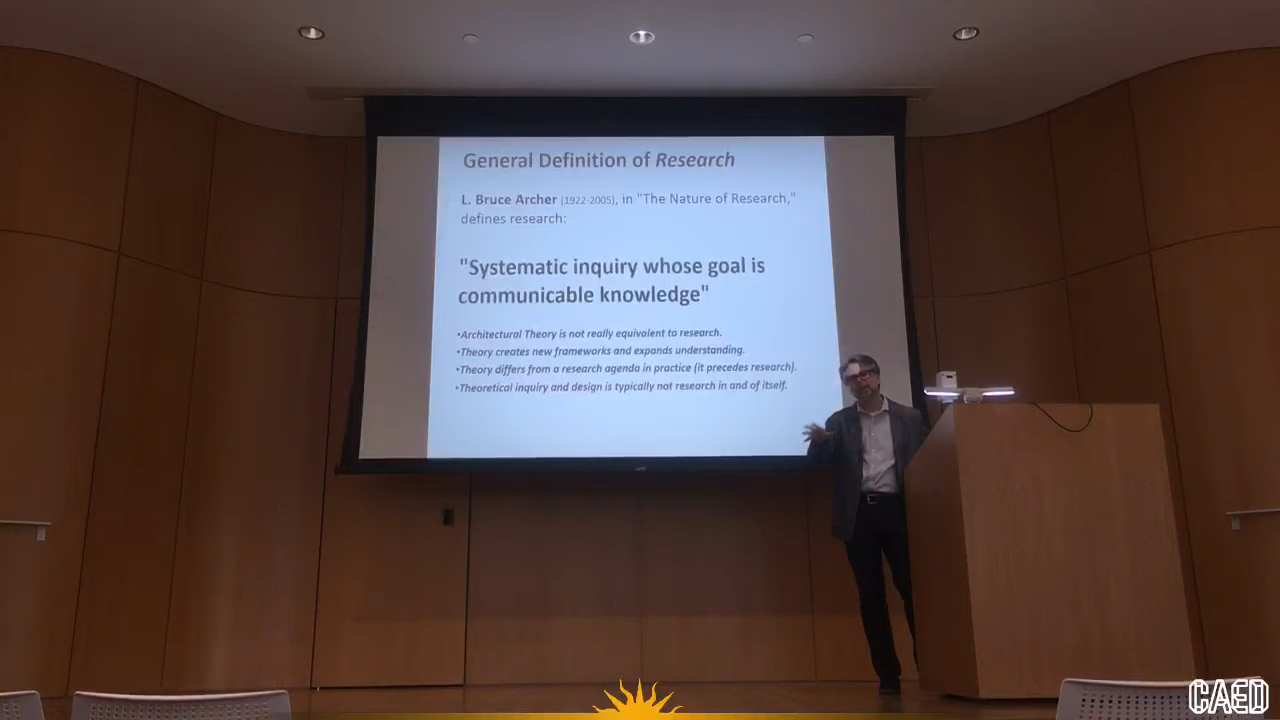 General Definition of Research
L. Bruce Archer (1922-2005), in "The Nature of Research,"
defines research:
"Systematic inquiry whose goal is
communicable knowledge"
•Architectural Theory is not really equivalent to research.
•Theory creates new frameworks and expands understanding.
•Theory differs from a research agenda in practice (it precedes research).
•Theoretical inquiry and design is typically not research in and of itself.
CAED